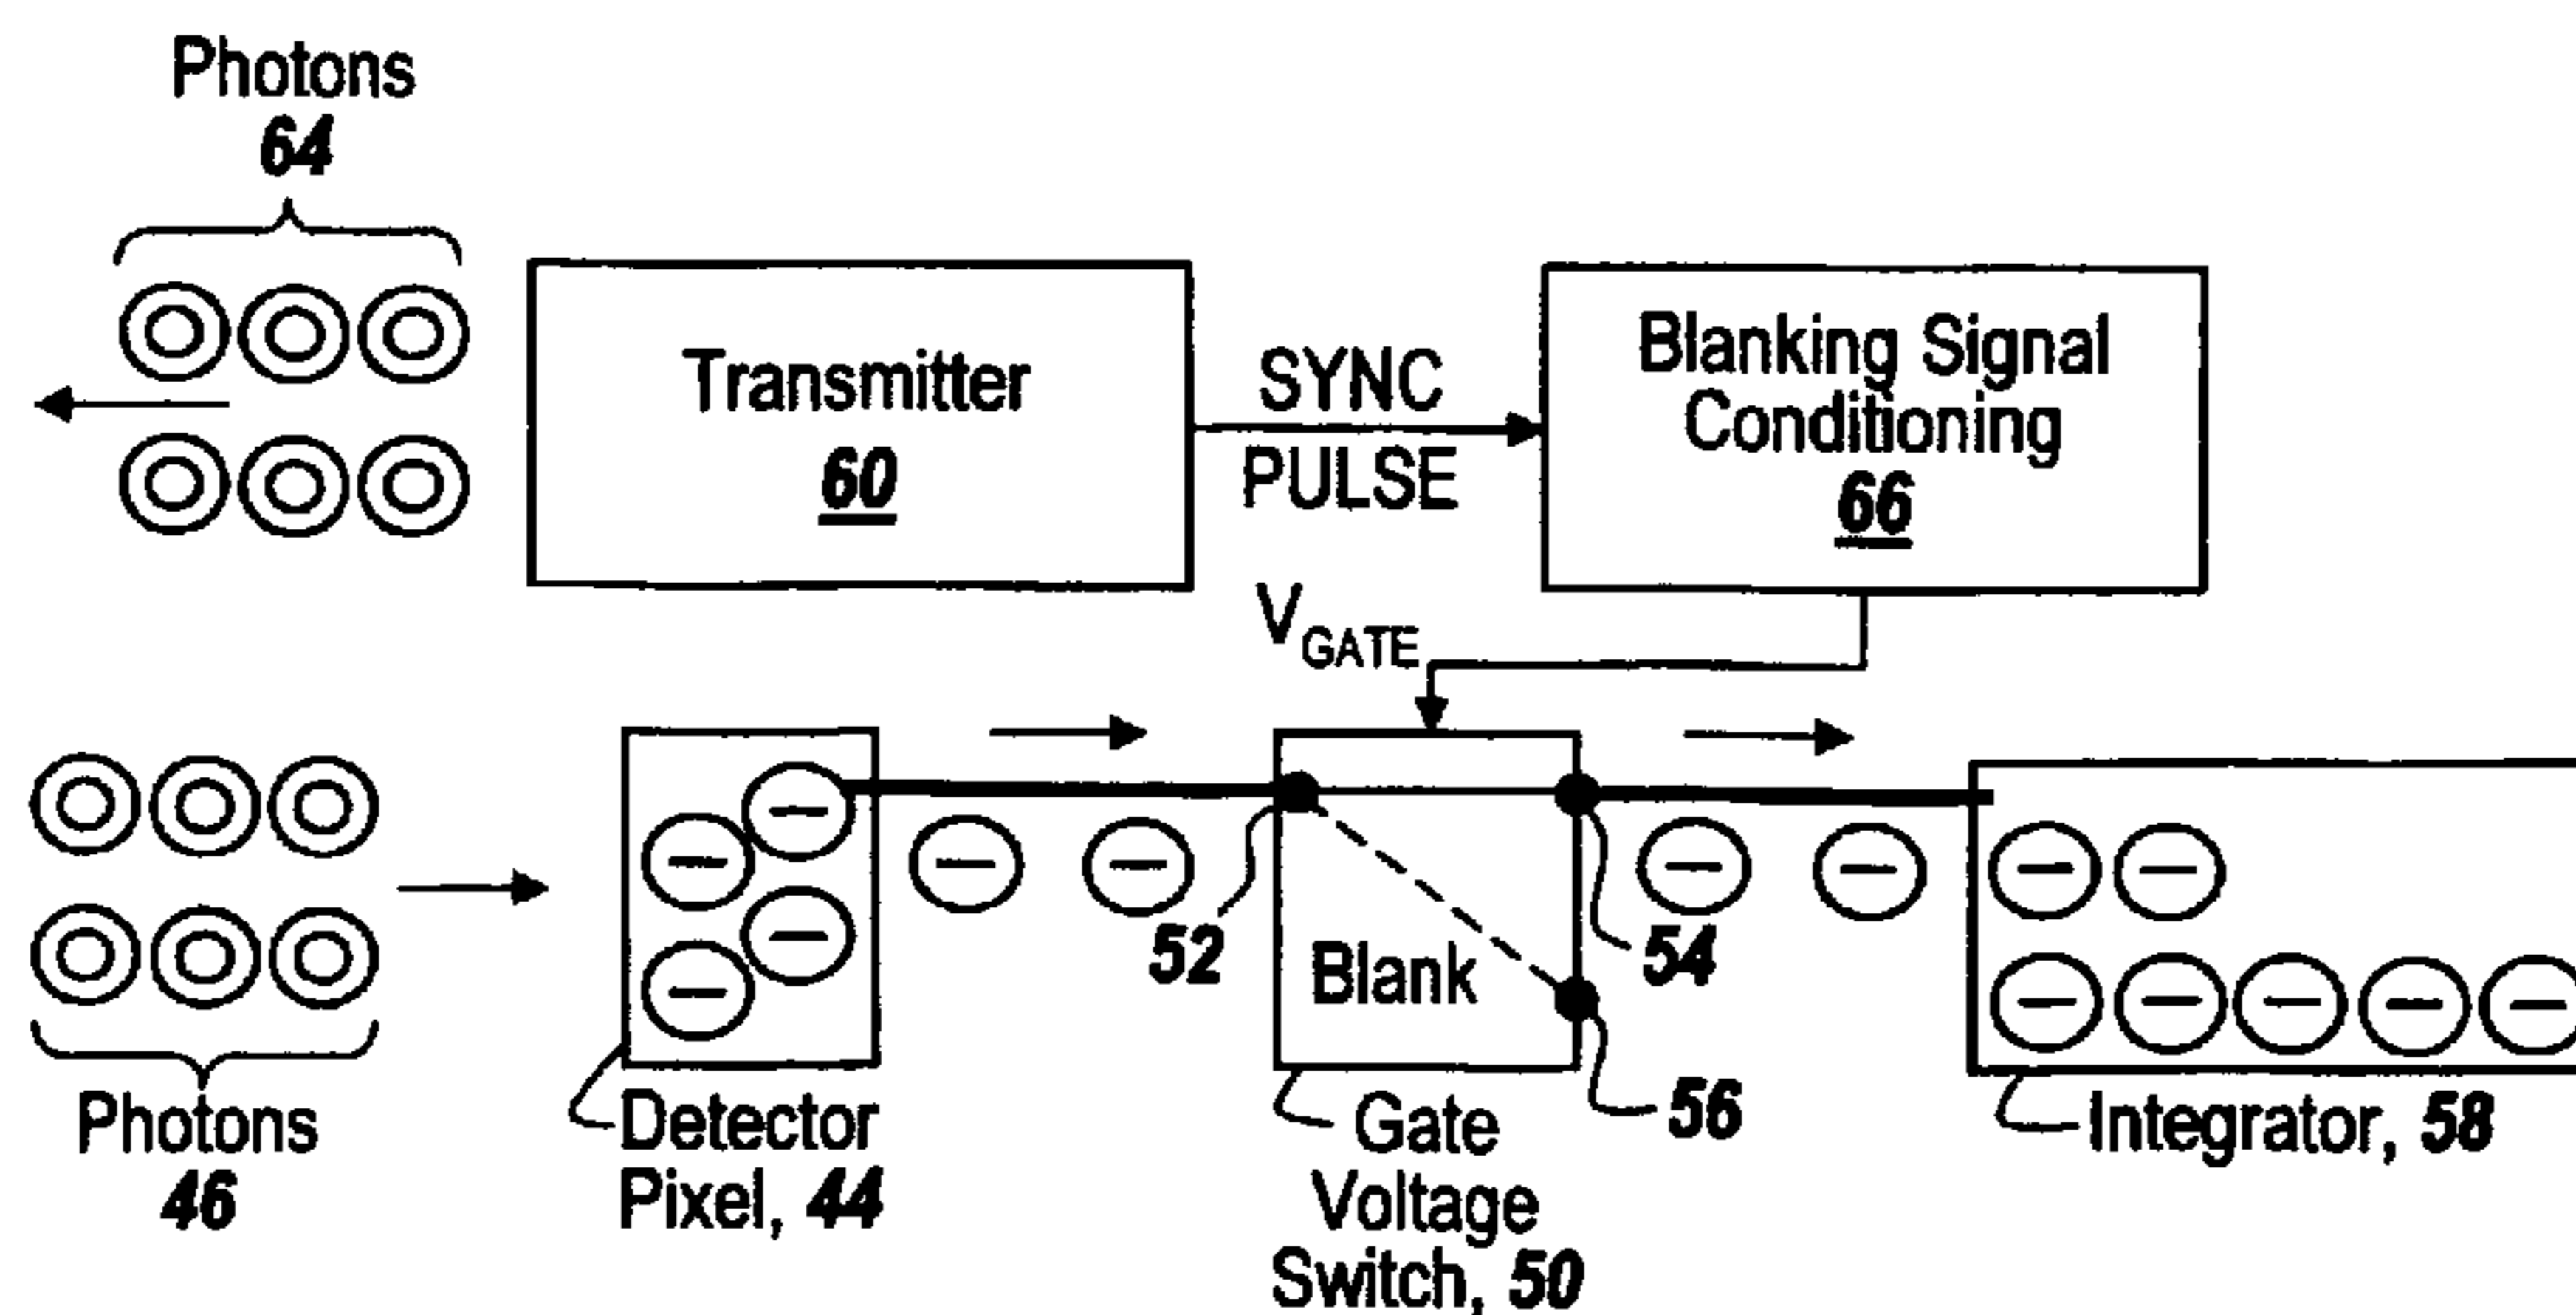 Photons
64
Transmitter
60
SYNC
PULSE
Blanking Signal
Conditioning
66
VGATE
52
Blank
54
56
Photons
46
Detector
Pixel, 44
Gate
Voltage
Switch, 50
Integrator, 58